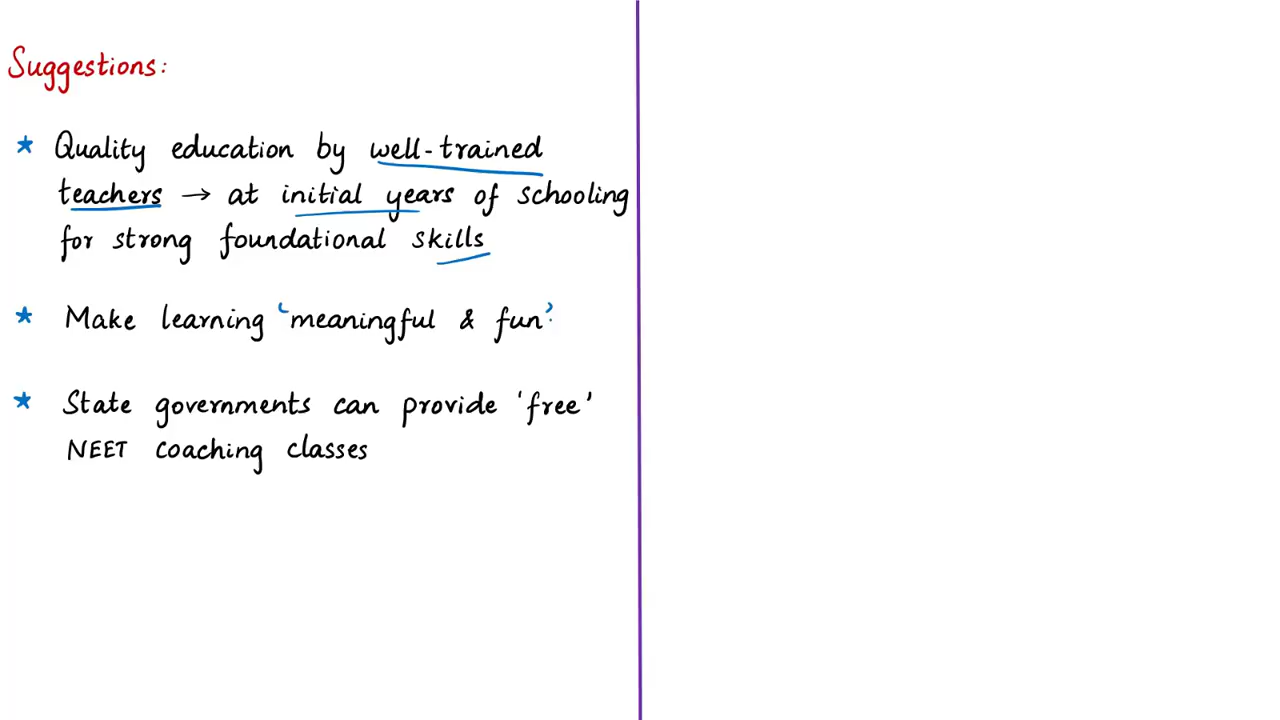 Suggestions:
* Quality education by well-trained
teachers → at initial years of schooling
for strong foundational skills
* Make learning 'meaningful & fun'.
* State governments can provide 'free'
NEET coaching classes